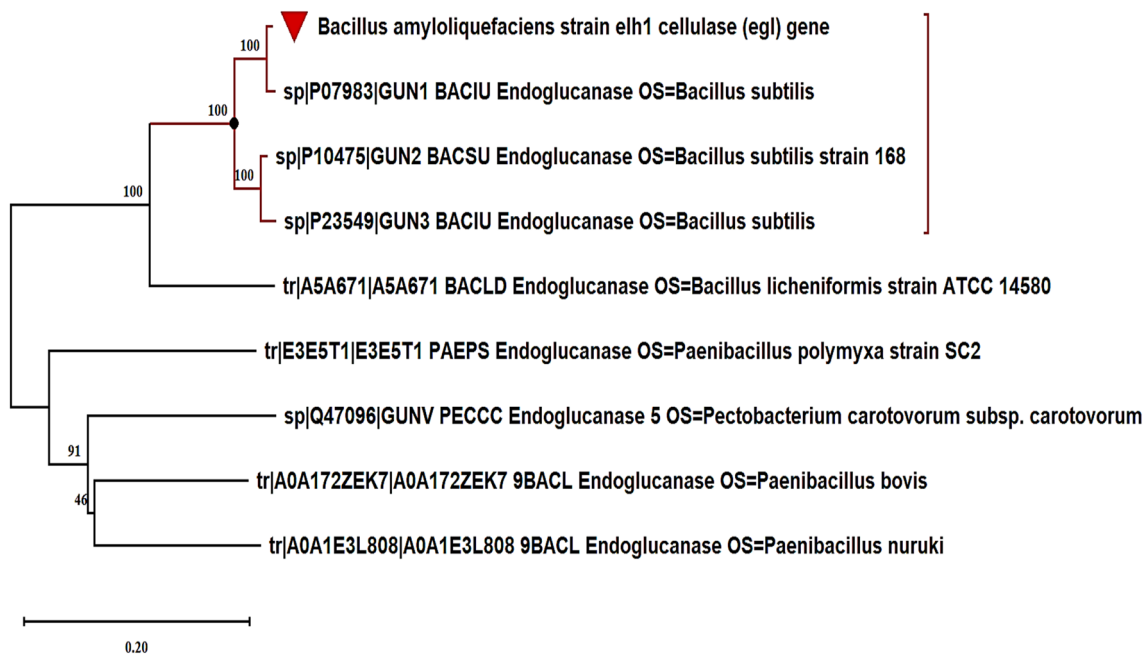 Bacillus amyloliquefaciens strain elh1 cellulase (egl) gene
100
sp|P07983|GUN1 BACIU Endoglucanase OS=Bacillus subtilis
100
sp|P10475|GUN2 BACSU Endoglucanase OS=Bacillus subtilis strain 168
100
sp|P23549|GUN3 BACIU Endoglucanase OS=Bacillus subtilis
100
tr|A5A671|A5A671 BACLD Endoglucanase OS=Bacillus licheniformis strain ATCC 14580
tr|E3E5T1|E3E5T1 PAEPS Endoglucanase OS=Paenibacillus polymyxa strain SC2
sp|Q47096|GUNV PECCC Endoglucanase 5 OS=Pectobacterium carotovorum subsp. carotovorum
91
tr|A0A172ZEK7|A0A172ZEK7 9BACL Endoglucanase OS=Paenibacillus bovis
46
tr|A0A1E3L808|A0A1E3L808 9BACL Endoglucanase OS=Paenibacillus nuruki
0.20